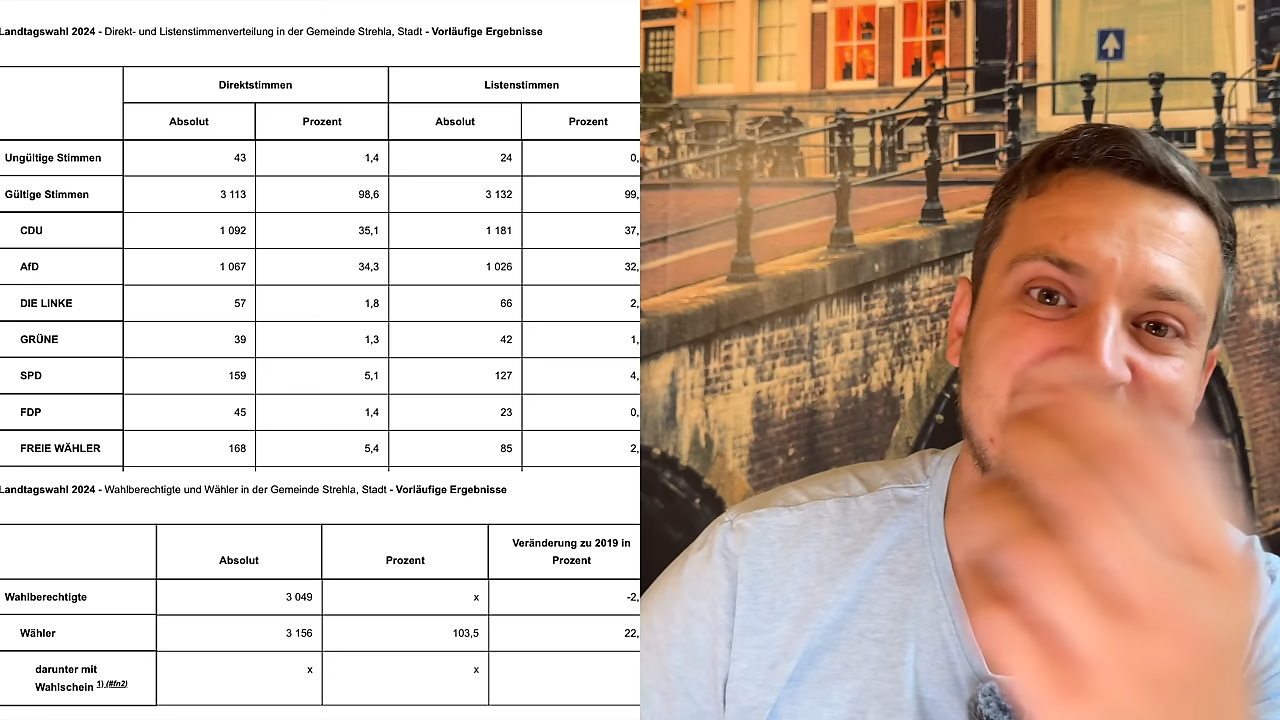 Landtagswahl 2024 - Direkt- und Listenstimmenverteilung in der Gemeinde Strehla, Stadt - Vorläufige Ergebnisse
Direktstimmen Listenstimmen
Absolut Prozent Absolut Prozent
Ungültige Stimmen 43 1,4 24 0,
Gültige Stimmen 3 113 98,6 3 132 99,
CDU 1 092 35,1 1 181 37,
AfD 1 067 34,3 1 026 32,
DIE LINKE 57 1,8 66 2,
GRÜNE 39 1,3 42 1,
SPD 159 5,1 127 4,
FDP 45 1,4 23 0,
FREIE WÄHLER 168 5,4 85 2,
Landtagswahl 2024 - Wahlberechtigte und Wähler in der Gemeinde Strehla, Stadt - Vorläufige Ergebnisse
Absolut Prozent Veränderung zu 2019 in
Prozent
Wahlberechtigte 3 049 x -2,
Wähler 3 156 103,5 22,
darunter mit x x
Wahlschein 1) (#fn2)